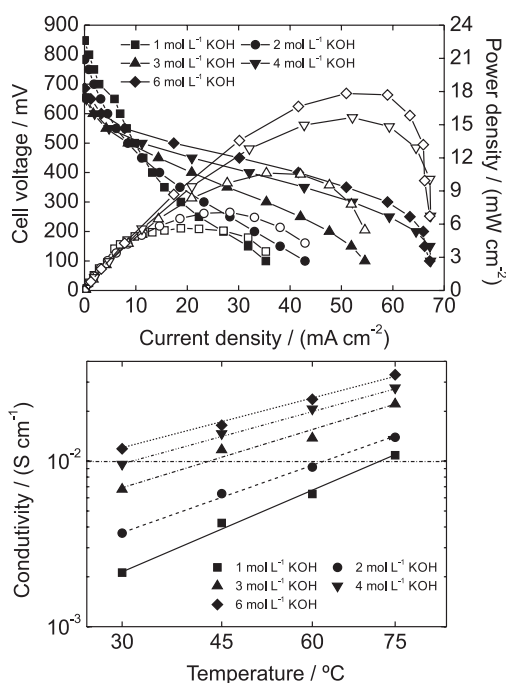 900
800
700
600
500
400
300
200
100
0
Cell voltage / mV
1 mol L⁻¹ KOH
2 mol L⁻¹ KOH
3 mol L⁻¹ KOH
4 mol L⁻¹ KOH
6 mol L⁻¹ KOH
24
21
18
15
12
9
6
3
0
Power density / (mW cm⁻²)
0 10 20 30 40 50 60 70
Current density / (mA cm⁻²)
Condutivity / (S cm⁻¹)
10⁻²
10⁻³
1 mol L⁻¹ KOH
2 mol L⁻¹ KOH
3 mol L⁻¹ KOH
4 mol L⁻¹ KOH
6 mol L⁻¹ KOH
30 45 60 75
Temperature / ºC